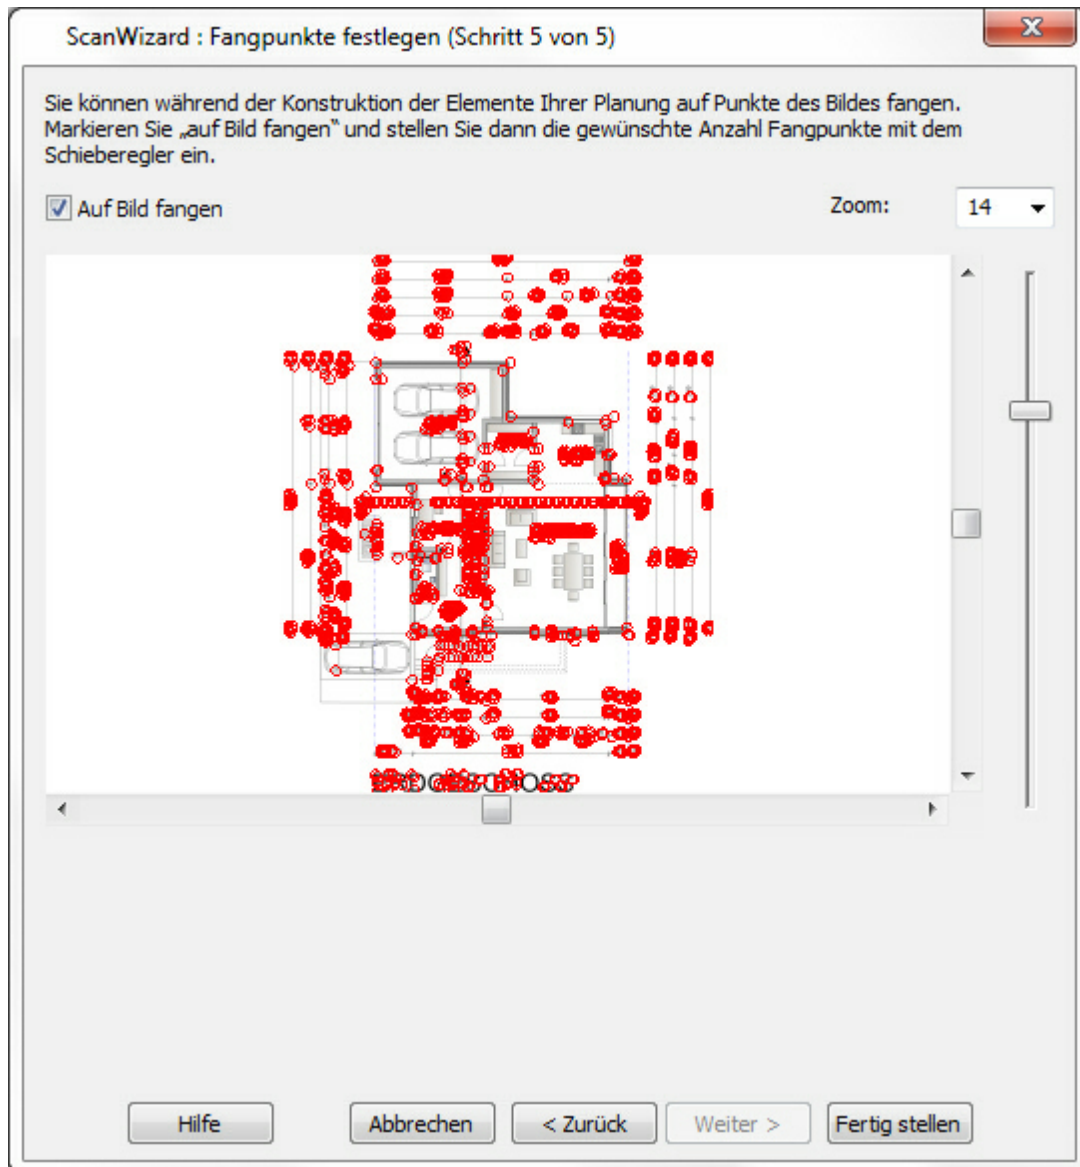 ScanWizard : Fangpunkte festlegen (Schritt 5 von 5)
Sie können während der Konstruktion der Elemente Ihrer Planung auf Punkte des Bildes fangen.
Markieren Sie „auf Bild fangen“ und stellen Sie dann die gewünschte Anzahl Fangpunkte mit dem
Schieberegler ein.
Auf Bild fangen
Zoom:
14
Hilfe
Abbrechen
< Zurück
Weiter >
Fertig stellen